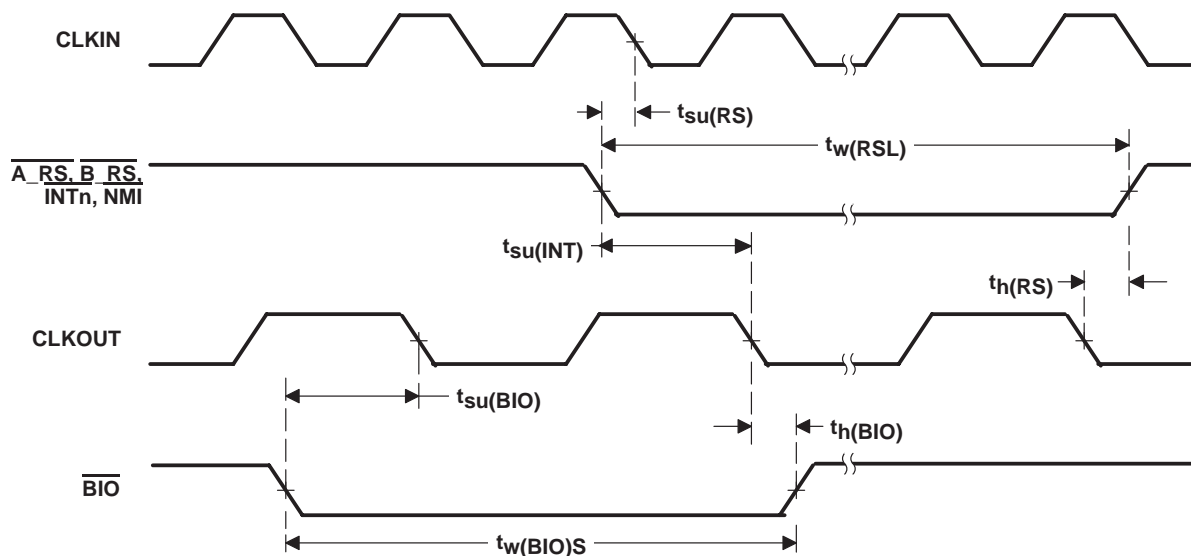 CLKIN
tsu(RS)
tw(RSL)
A_RS, B_RS,
INTn, NMI
tsu(INT)
th(RS)
CLKOUT
tsu(BIO)
th(BIO)
BIO
tw(BIO)S